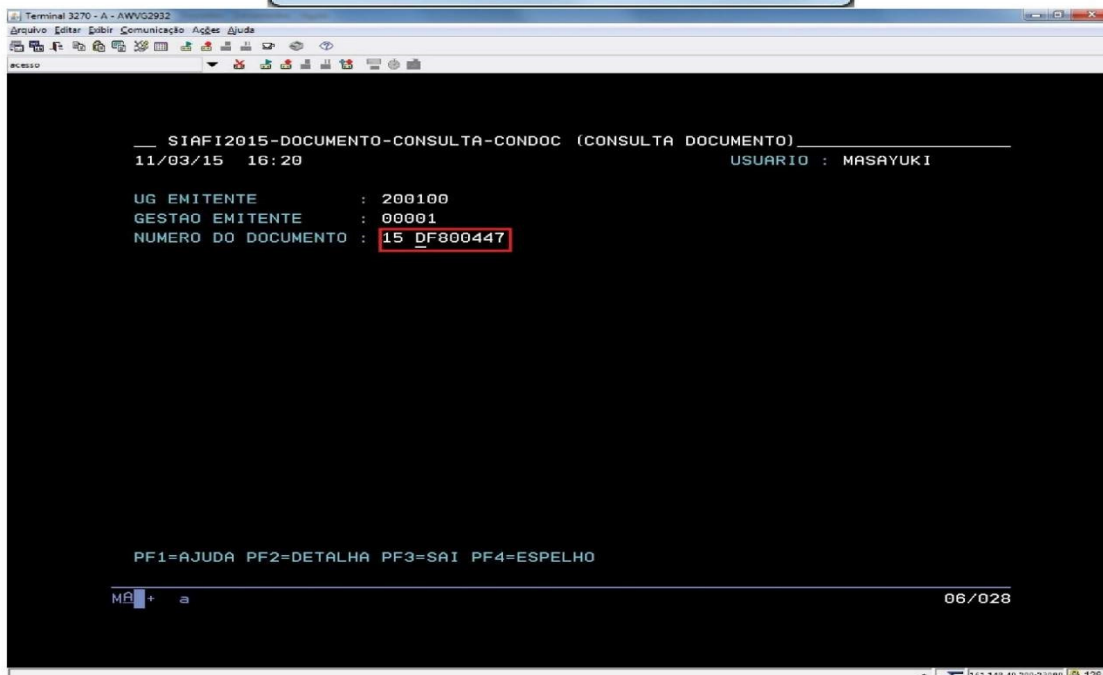 Terminal 3270 - A - AWVG2932
Arquivo Editar Exibir Comunicação Ações Ajuda
acesso
__ SIAFI2015-DOCUMENTO-CONSULTA-CONDOC (CONSULTA DOCUMENTO)____________________
11/03/15 16:20 USUARIO : MASAYUKI
UG EMITENTE : 200100
GESTAO EMITENTE : 00001
NUMERO DO DOCUMENTO : 15 DF800447
PF1=AJUDA PF2=DETALHA PF3=SAI PF4=ESPELHO
MA + a 06/028